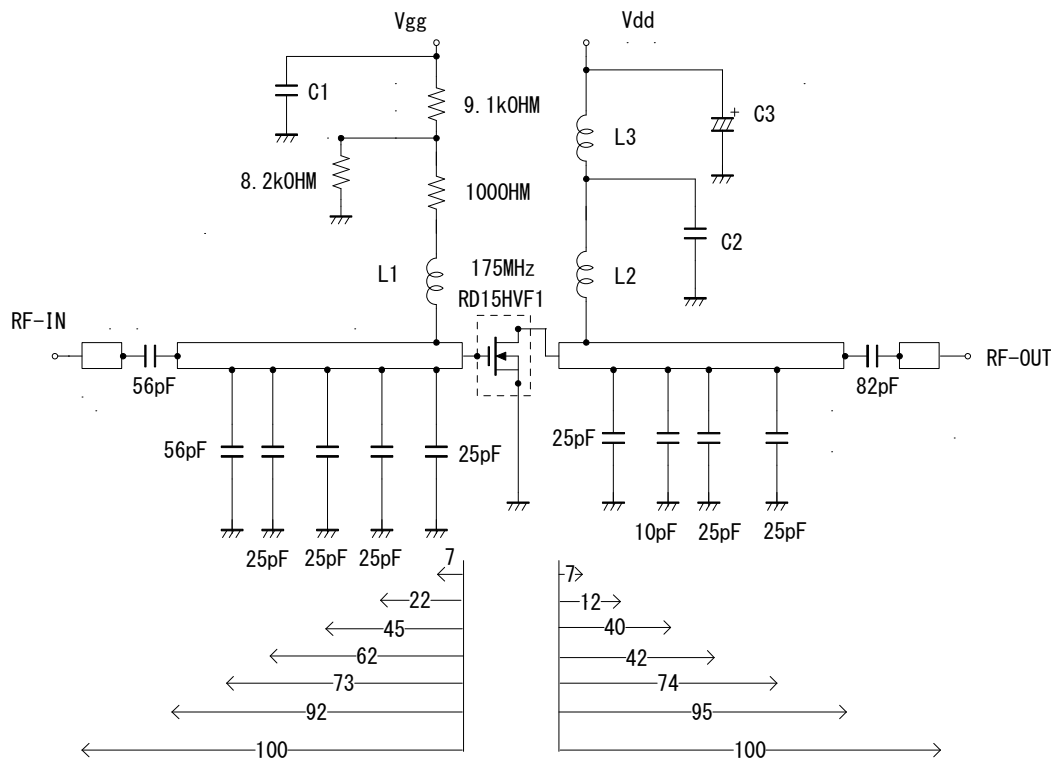 Vgg
Vdd
C1
9.1kOHM
+
C3
L3
8.2kOHM
100OHM
C2
L1
175MHz
L2
RD15HVF1
RF-IN
RF-OUT
56pF
82pF
56pF
25pF
25pF
25pF
25pF
25pF
10pF
25pF
25pF
7
7
22
12
45
40
62
42
73
74
92
95
100
100